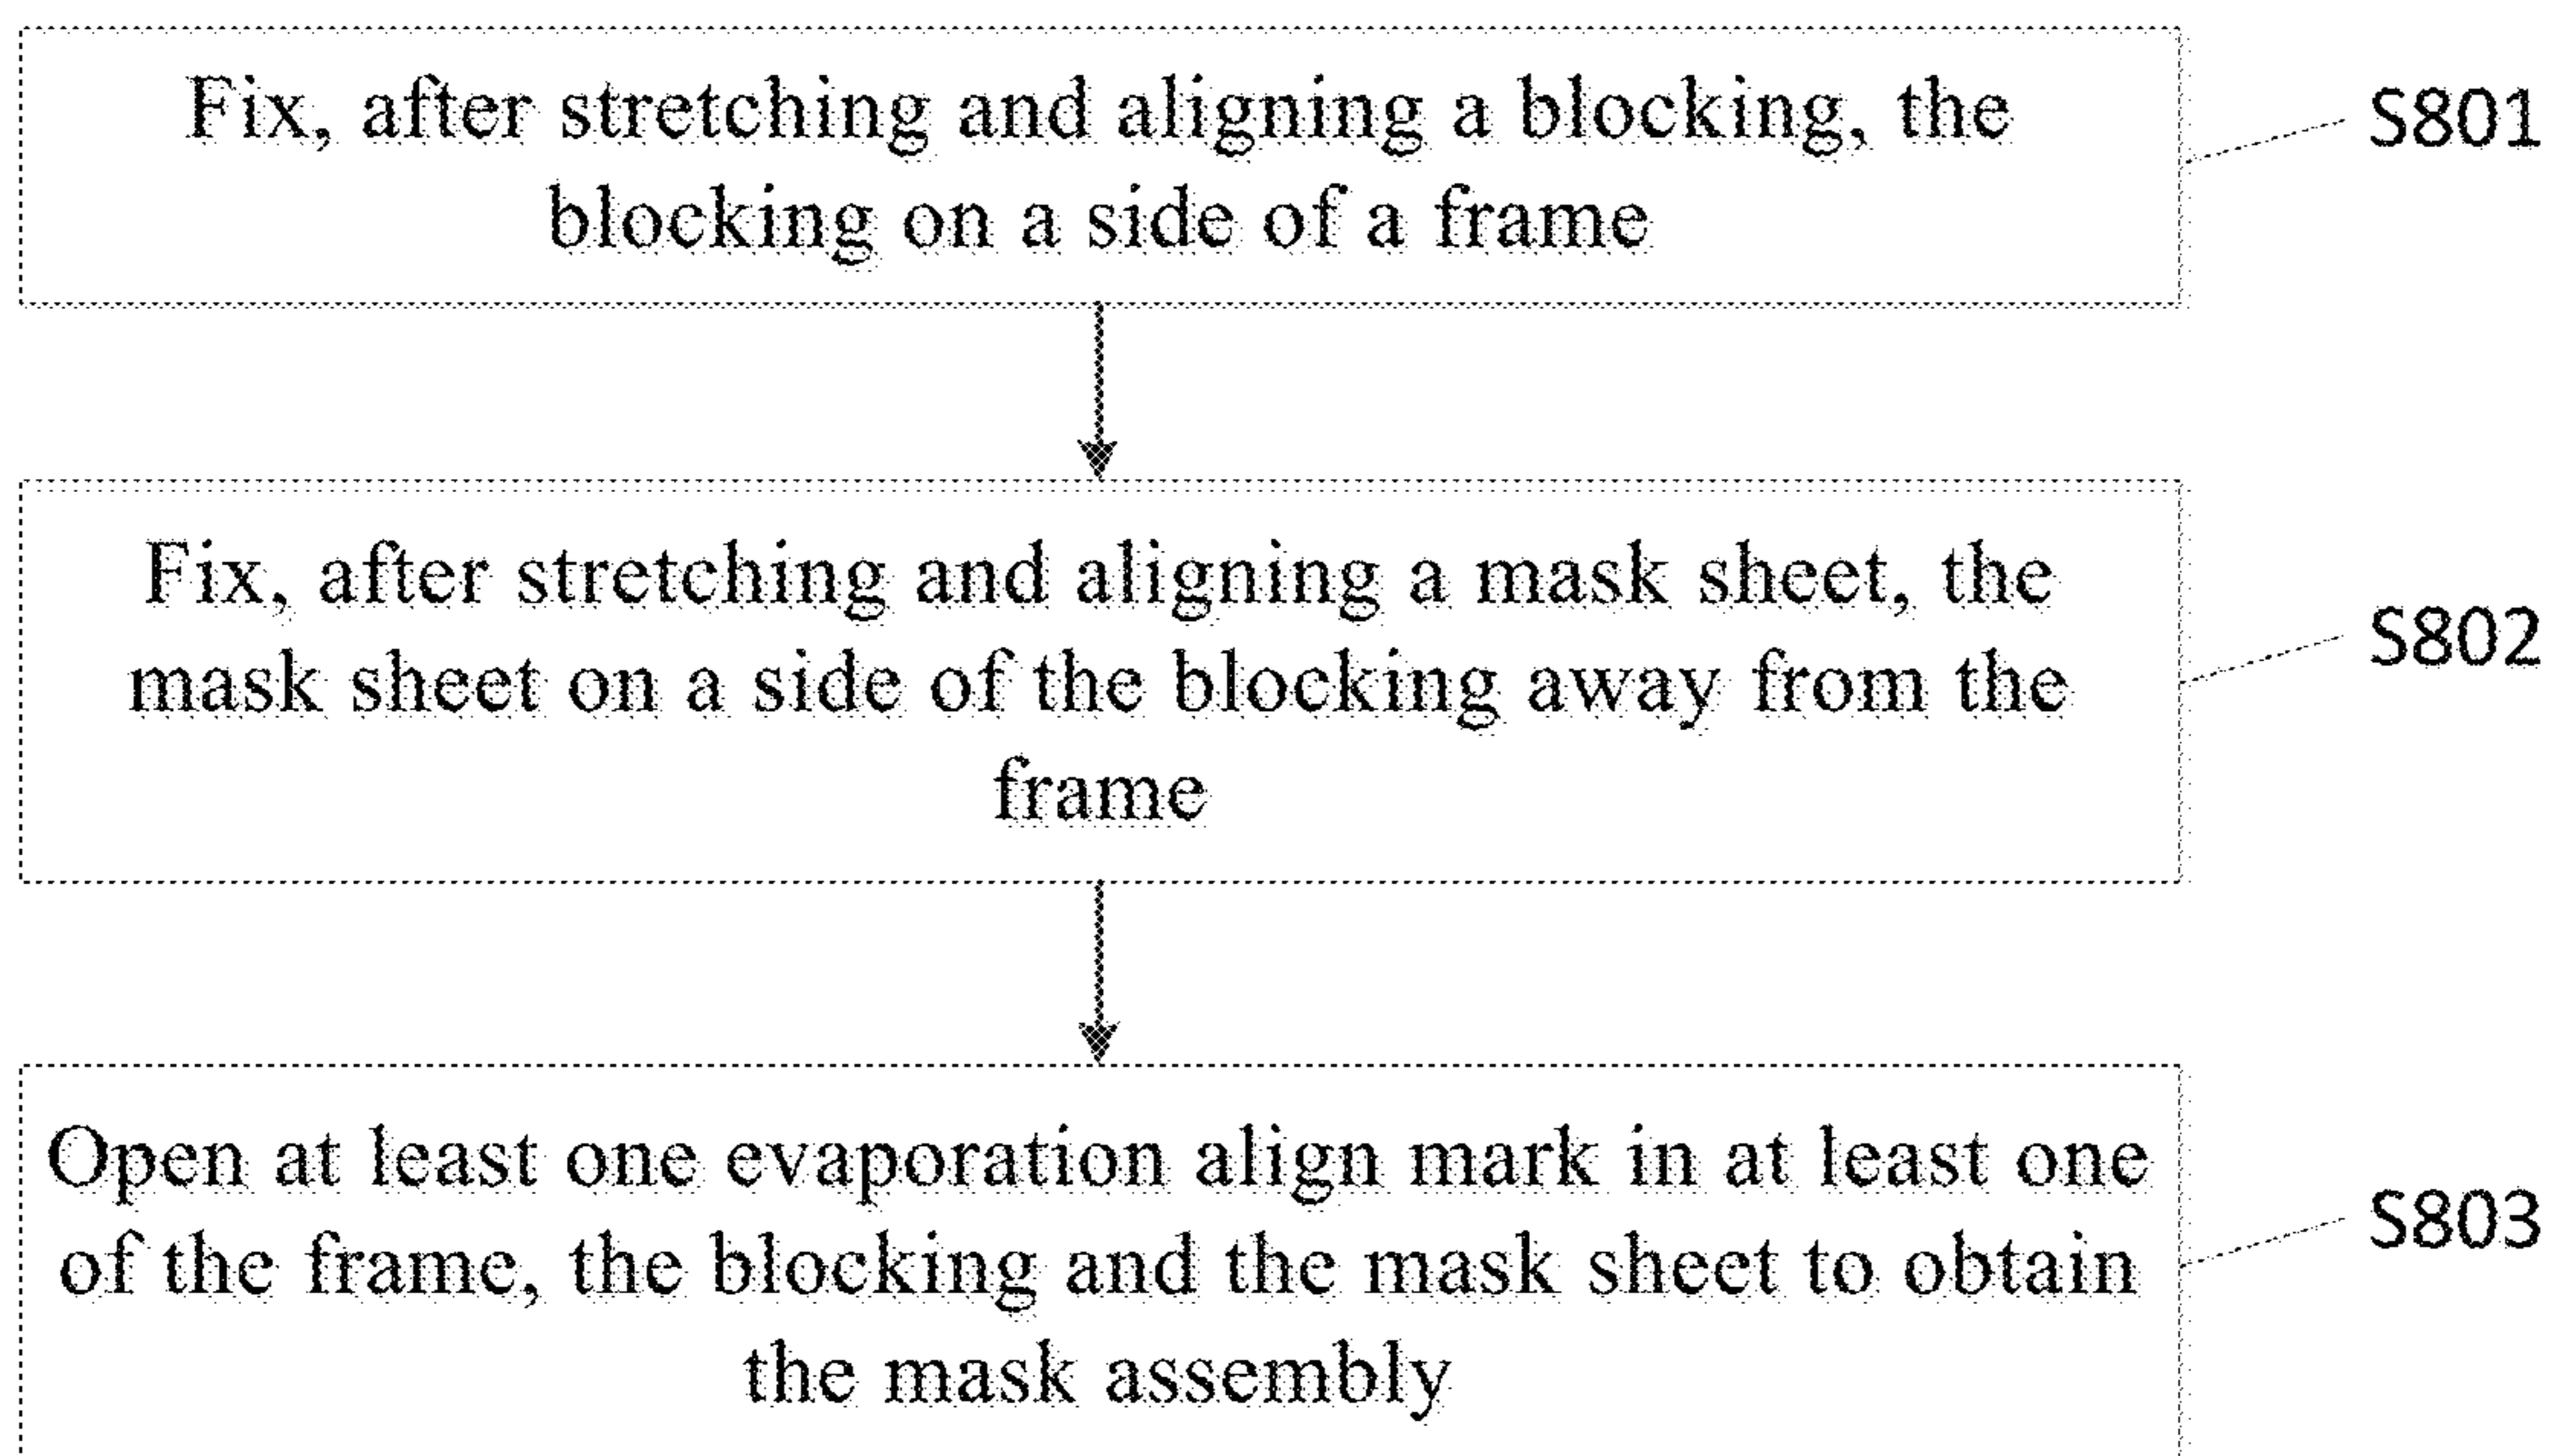 Fix, after stretching and aligning a blocking, the
blocking on a side of a frame
S801
Fix, after stretching and aligning a mask sheet, the
mask sheet on a side of the blocking away from the
frame
S802
Open at least one evaporation align mark in at least one
of the frame, the blocking and the mask sheet to obtain
the mask assembly
S803